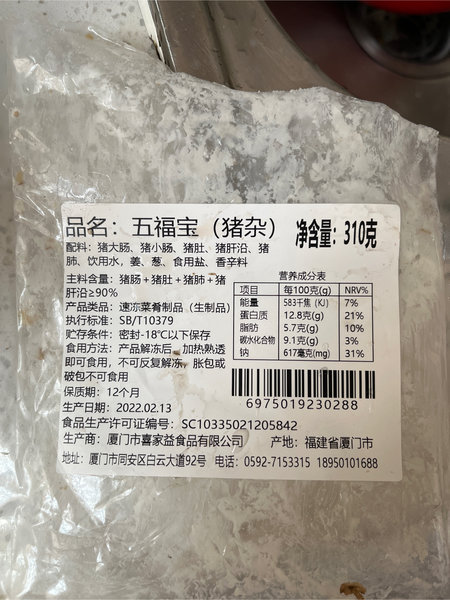 品名：五福宝（猪杂） 净含量：310克
配料：猪大肠、猪小肠、猪肚、猪肝沿、猪
肺、饮用水，姜、葱、食用盐、香辛料
主料含量：猪肠＋猪肚＋猪肺＋猪
肝沿≥90%
产品类品：速冻菜肴制品（生制品）
执行标准：SB/T10379
贮存条件：密封-18℃以下保存
食用方法：产品解冻后、加热熟透
即可食用，不可反复解冻，胀包或
破包不可食用
保质期：12个月
生产日期：2022.02.13
营养成分表
项目 每100克(g) NRV%
能量 583千焦（KJ） 7%
蛋白质 12.8克(g) 21%
脂肪 5.7克(g) 10%
碳水化合物 9.1克(g) 3%
钠 617毫克(mg) 31%
6975019230288
食品生产许可证编号：SC10335021205842
生产商：厦门市喜家益食品有限公司 产地：福建省厦门市
地址：厦门市同安区白云大道92号 电话：0592-7153315 18950101688